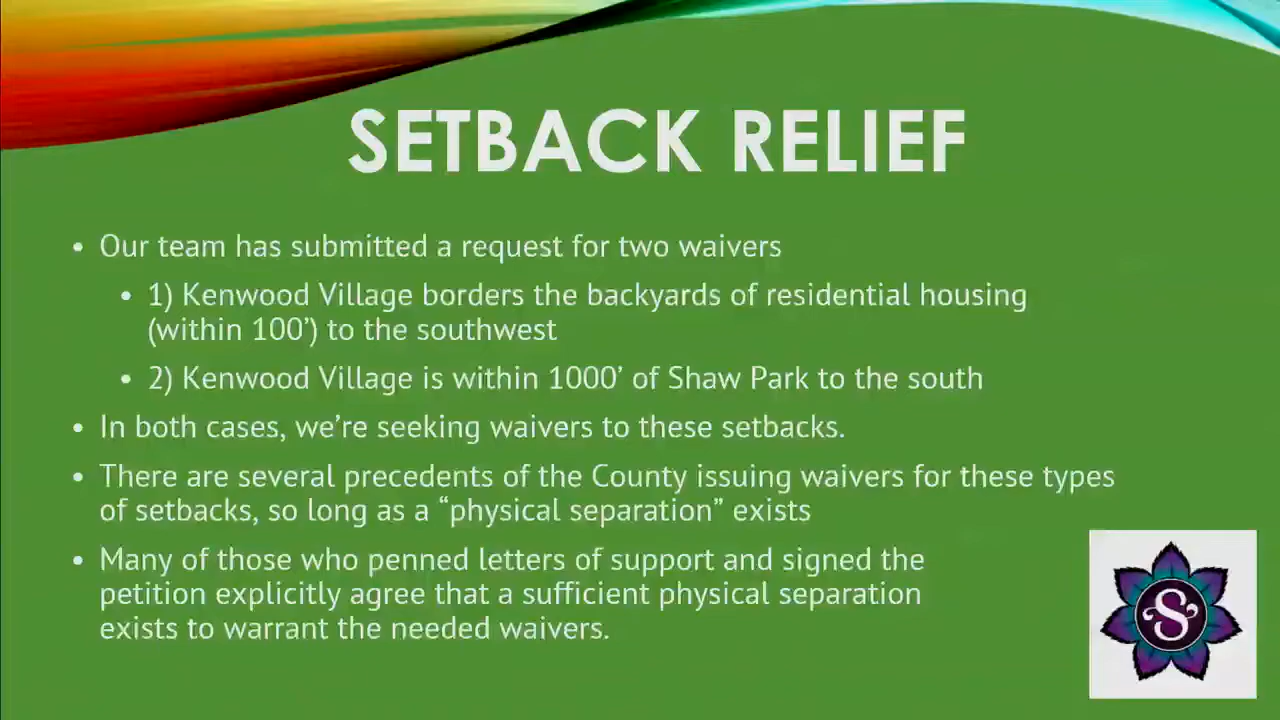 SETBACK RELIEF
• Our team has submitted a request for two waivers
• 1) Kenwood Village borders the backyards of residential housing
(within 100’) to the southwest
• 2) Kenwood Village is within 1000’ of Shaw Park to the south
• In both cases, we’re seeking waivers to these setbacks.
• There are several precedents of the County issuing waivers for these types
of setbacks, so long as a “physical separation” exists
• Many of those who penned letters of support and signed the
petition explicitly agree that a sufficient physical separation
exists to warrant the needed waivers.
S